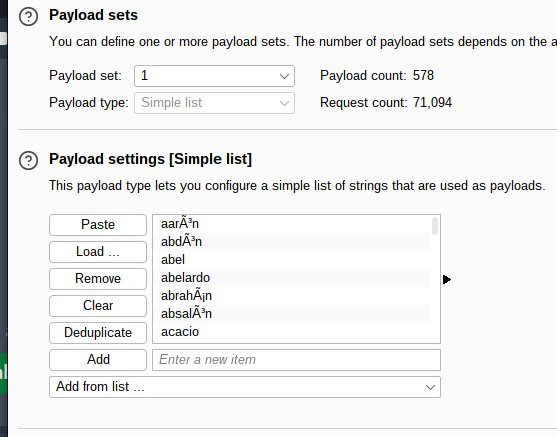 Payload sets
You can define one or more payload sets. The number of payload sets depends on the a
Payload set: 1 Payload count: 578
Payload type: Simple list Request count: 71,094
Payload settings [Simple list]
This payload type lets you configure a simple list of strings that are used as payloads.
Paste
Load ...
Remove
Clear
Deduplicate
aarÃ³n
abdÃ³n
abel
abelardo
abrahÃ¡n
absalÃ³n
acacio
Add Enter a new item
Add from list ...